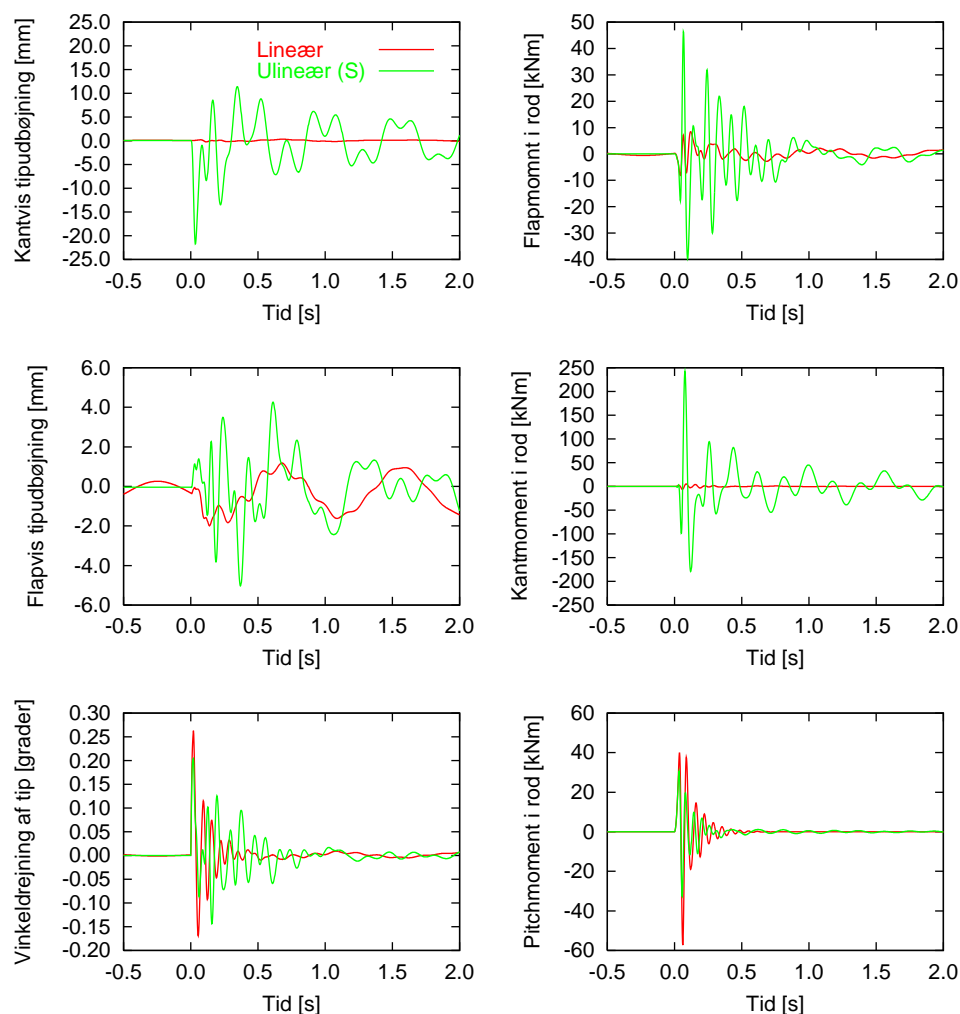 Kantvis tipudbøjning [mm]
25.0
20.0
15.0
10.0
5.0
0.0
-5.0
-10.0
-15.0
-20.0
-25.0
-0.5 0.0 0.5 1.0 1.5 2.0
Tid [s]
Lineær
Ulineær (S)
Flapmomnt i rod [kNm]
50
40
30
20
10
0
-10
-20
-30
40
-0.5 0.0 0.5 1.0 1.5 2.0
Tid [s]
Flapvis tipudbøjning [mm]
6.0
4.0
2.0
0.0
-2.0
-4.0
-6.0
-0.5 0.0 0.5 1.0 1.5 2.0
Tid [s]
Kantmoment i rod [kNm]
250
200
150
100
50
0
-50
-100
-150
-200
-250
-0.5 0.0 0.5 1.0 1.5 2.0
Tid [s]
Vinkeldrejning af tip [grader]
0.30
0.25
0.20
0.15
0.10
0.05
0.00
-0.05
-0.10
-0.15
-0.20
-0.5 0.0 0.5 1.0 1.5 2.0
Tid [s]
Pitchmoment i rod [kNm]
60
40
20
0
-20
-40
-60
-0.5 0.0 0.5 1.0 1.5 2.0
Tid [s]